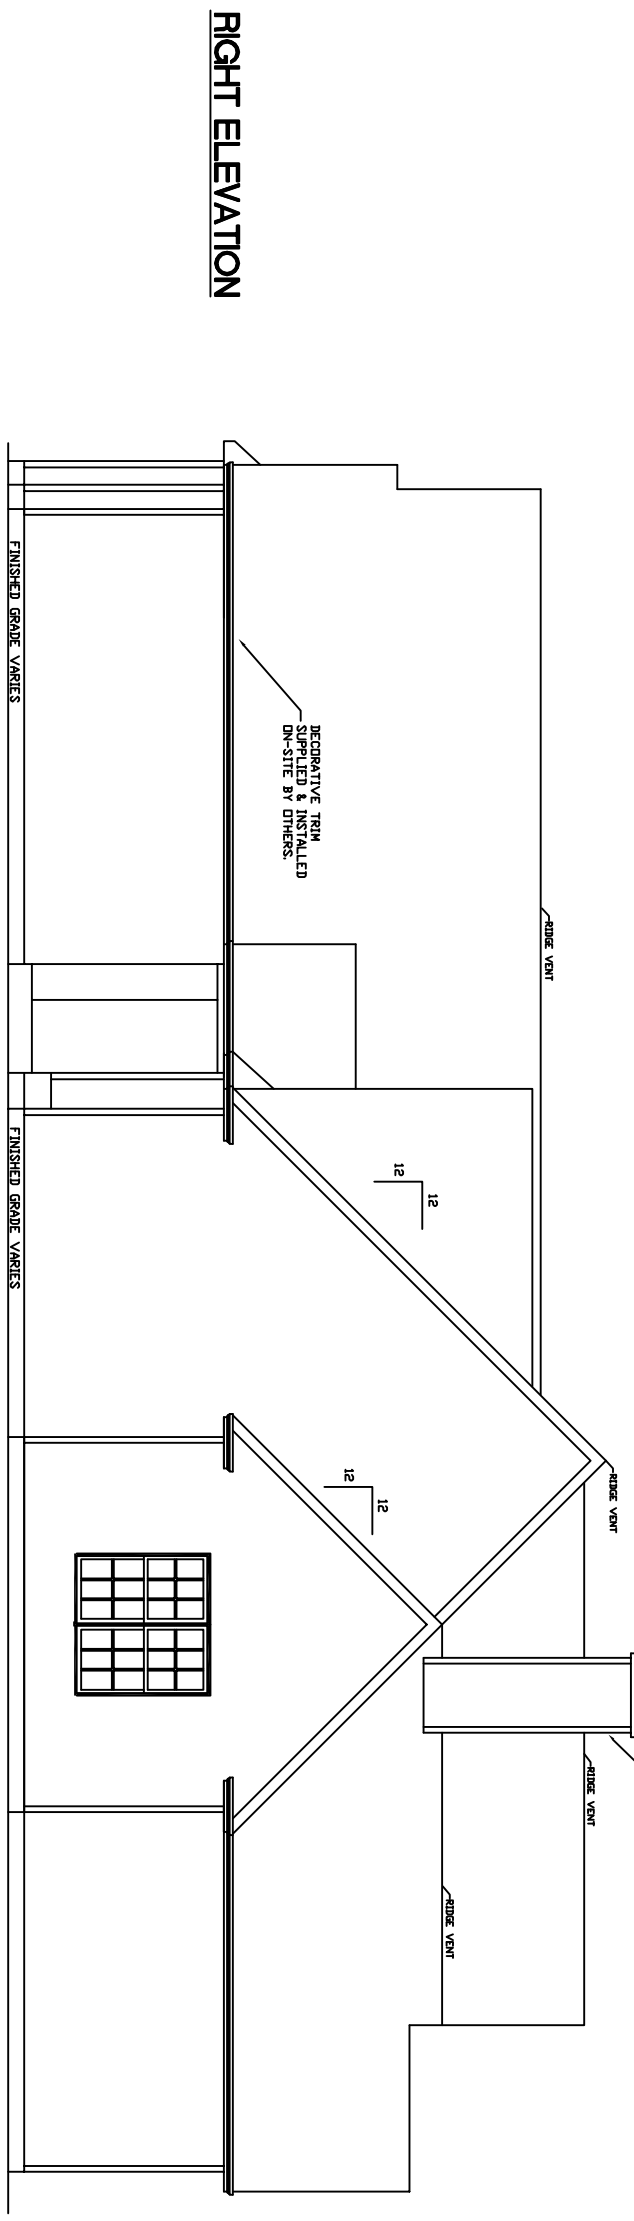 RIGHT ELEVATION
RIDGE VENT
RIDGE VENT
RIDGE VENT
RIDGE VENT
12
12
12
12
DECORATIVE TRIM
SUPPLIED & INSTALLED
ON-SITE BY OTHERS.
FINISHED GRADE VARIES
FINISHED GRADE VARIES